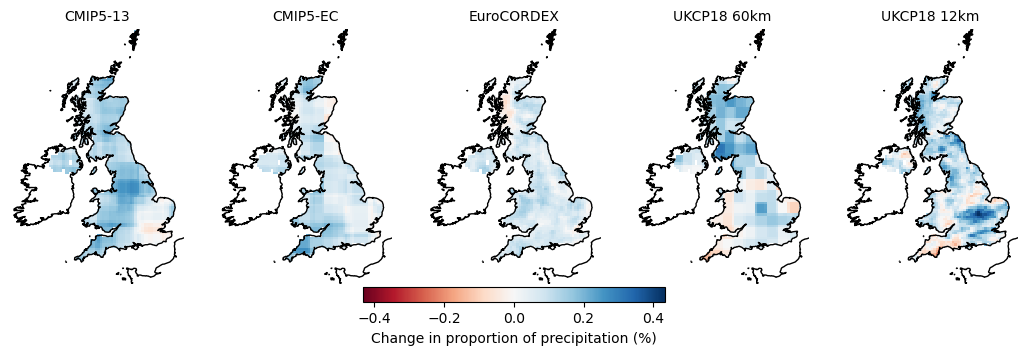 CMIP5-13 CMIP5-EC EuroCORDEX UKCP18 60km UKCP18 12km
−0.4 −0.2 0.0 0.2 0.4
Change in proportion of precipitation (%)